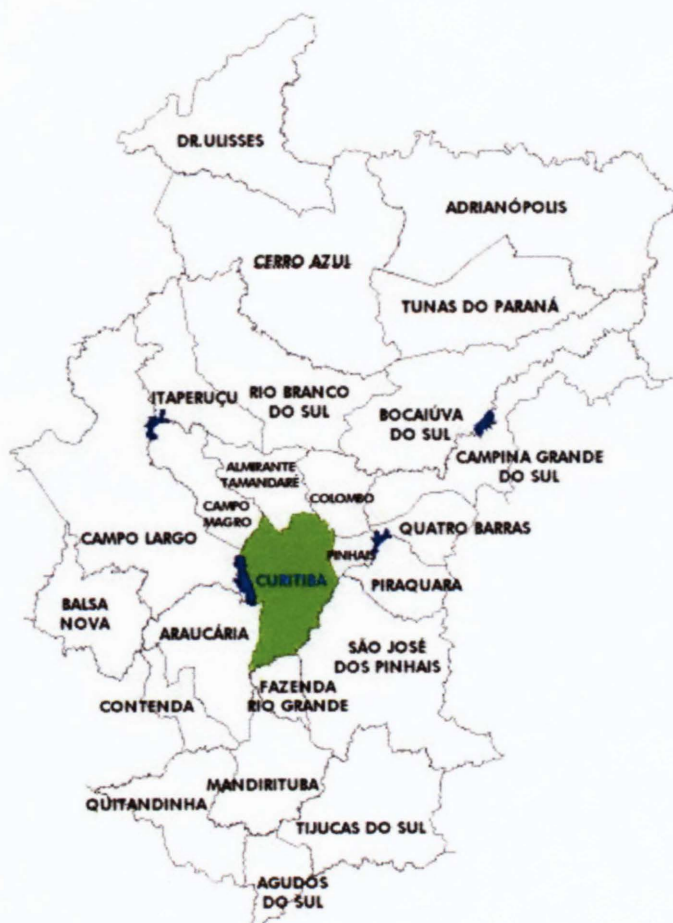 DR.ULISSES
ADRIANÓPOLIS
CERRO AZUL
TUNAS DO PARANÁ
ITAPERUÇU
RIO BRANCO
DO SUL
BOCAIÚVA
DO SUL
CAMPINA GRANDE
DO SUL
ALMIRANTE
TAMANDARÉ
COLOMBO
CAMPO
MAGRO
QUATRO BARRAS
CAMPO LARGO
PINHAIS
CURITIBA
PIRAQUARA
BALSA
NOVA
ARAUCÁRIA
SÃO JOSÉ
DOS PINHAIS
FAZENDA
RIO GRANDE
CONTENDA
MANDIRITUBA
QUITANDINHA
TIJUCAS DO SUL
AGUDOS
DO SUL